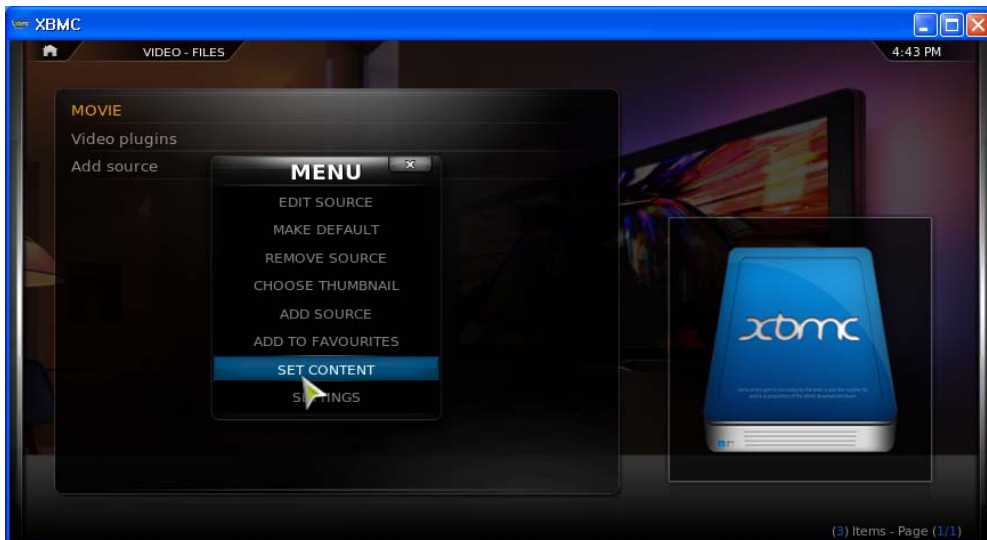 XBMC
VIDEO - FILES
4:43 PM
MOVIE
Video plugins
Add source
MENU
EDIT SOURCE
MAKE DEFAULT
REMOVE SOURCE
CHOOSE THUMBNAIL
ADD SOURCE
ADD TO FAVOURITES
SET CONTENT
SETTINGS
xbmc
(3) Items - Page (1/1)